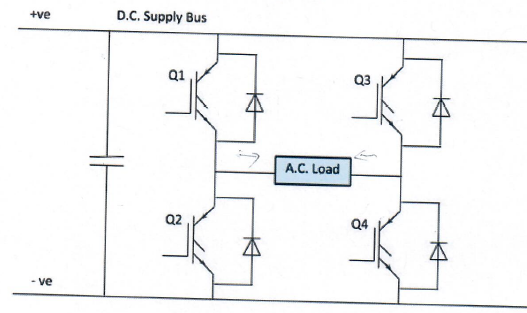 +ve D.C. Supply Bus
Q1 Q3
A.C. Load
Q2 Q4
- ve